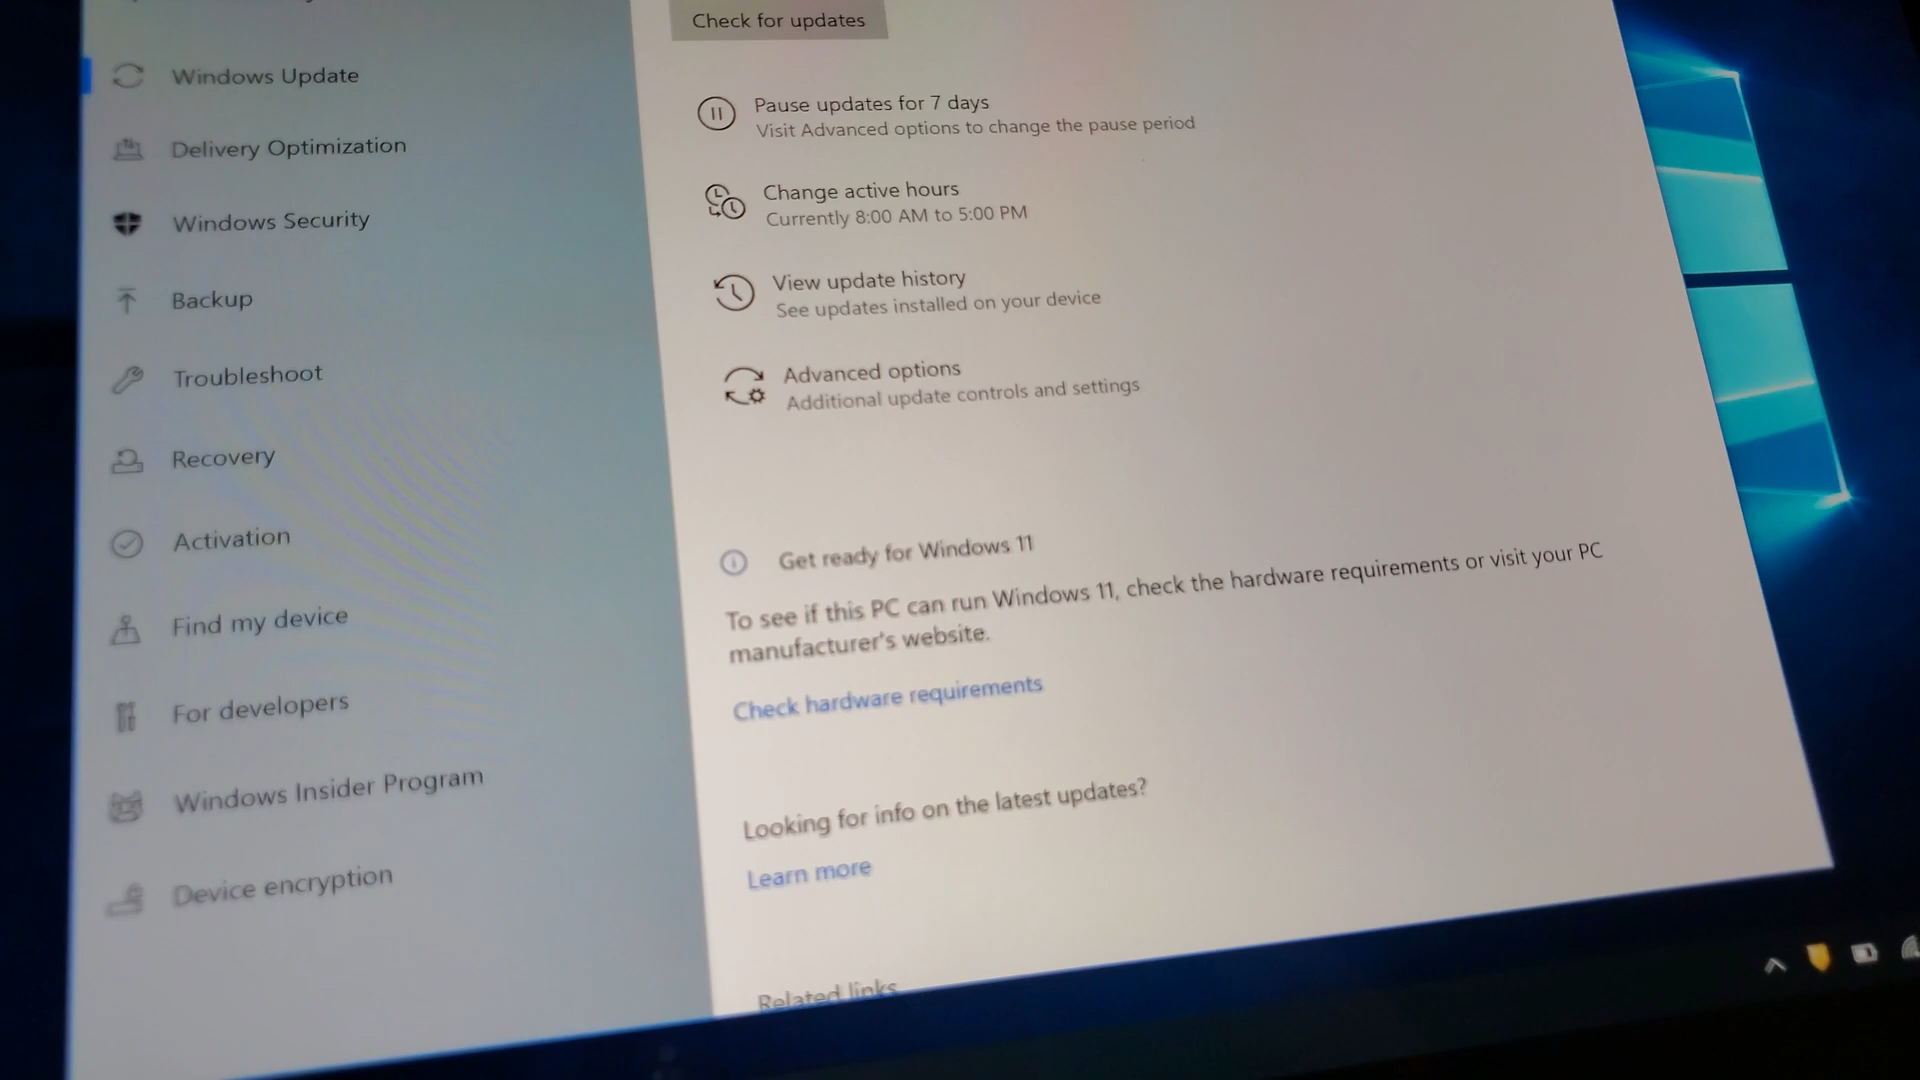 Check for updates
Windows Update
Delivery Optimization
Windows Security
Backup
Troubleshoot
Recovery
Activation
Find my device
For developers
Windows Insider Program
Device encryption
Pause updates for 7 days
Visit Advanced options to change the pause period
Change active hours
Currently 8:00 AM to 5:00 PM
View update history
See updates installed on your device
Advanced options
Additional update controls and settings
Get ready for Windows 11
To see if this PC can run Windows 11, check the hardware requirements or visit your PC
manufacturer's website.
Check hardware requirements
Looking for info on the latest updates?
Learn more
Related links